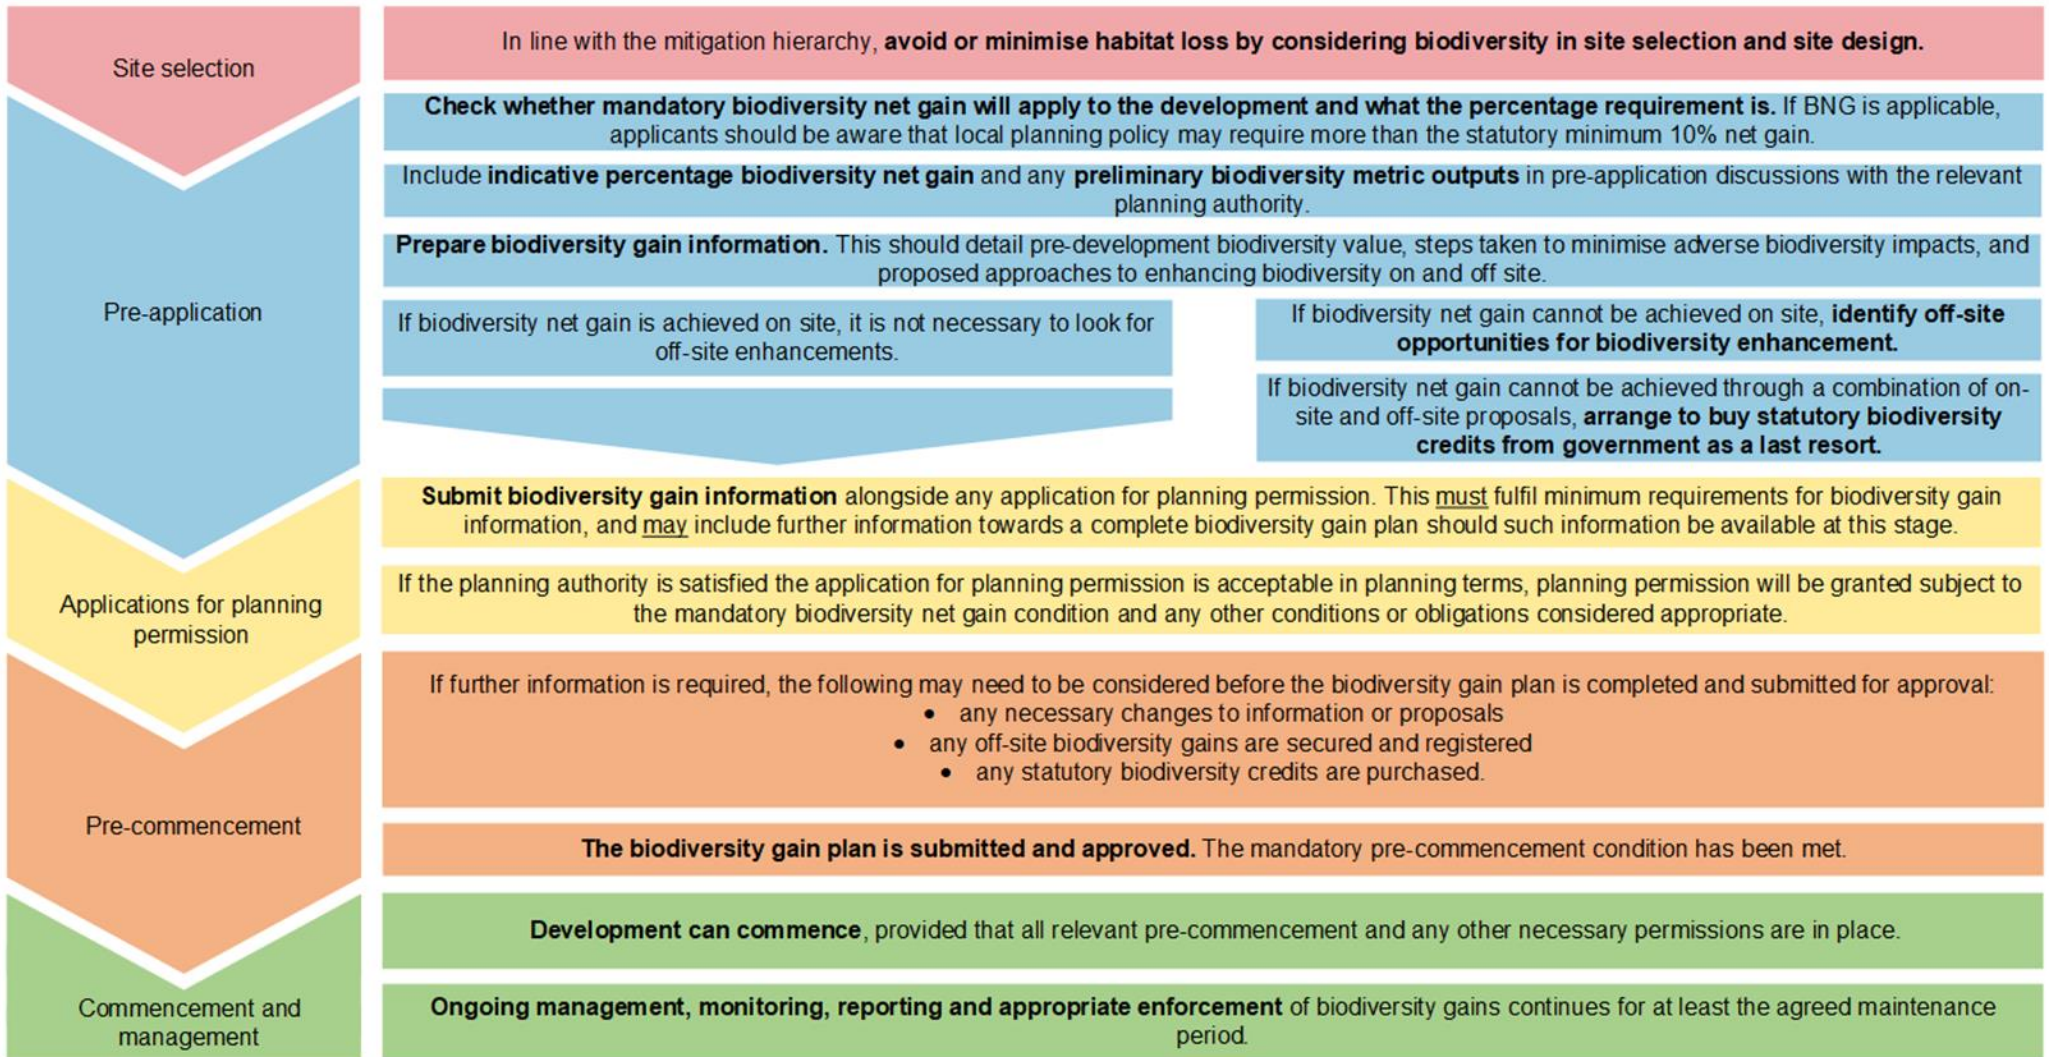 Site selection
In line with the mitigation hierarchy, avoid or minimise habitat loss by considering biodiversity in site selection and site design.
Pre-application
Check whether mandatory biodiversity net gain will apply to the development and what the percentage requirement is. If BNG is applicable,
applicants should be aware that local planning policy may require more than the statutory minimum 10% net gain.
Include indicative percentage biodiversity net gain and any preliminary biodiversity metric outputs in pre-application discussions with the relevant
planning authority.
Prepare biodiversity gain information. This should detail pre-development biodiversity value, steps taken to minimise adverse biodiversity impacts, and
proposed approaches to enhancing biodiversity on and off site.
If biodiversity net gain is achieved on site, it is not necessary to look for
off-site enhancements.
If biodiversity net gain cannot be achieved on site, identify off-site
opportunities for biodiversity enhancement.
If biodiversity net gain cannot be achieved through a combination of on-
site and off-site proposals, arrange to buy statutory biodiversity
credits from government as a last resort.
Applications for planning
permission
Submit biodiversity gain information alongside any application for planning permission. This must fulfil minimum requirements for biodiversity gain
information, and may include further information towards a complete biodiversity gain plan should such information be available at this stage.
If the planning authority is satisfied the application for planning permission is acceptable in planning terms, planning permission will be granted subject to
the mandatory biodiversity net gain condition and any other conditions or obligations considered appropriate.
Pre-commencement
If further information is required, the following may need to be considered before the biodiversity gain plan is completed and submitted for approval:
• any necessary changes to information or proposals
• any off-site biodiversity gains are secured and registered
• any statutory biodiversity credits are purchased.
The biodiversity gain plan is submitted and approved. The mandatory pre-commencement condition has been met.
Commencement and
management
Development can commence, provided that all relevant pre-commencement and any other necessary permissions are in place.
Ongoing management, monitoring, reporting and appropriate enforcement of biodiversity gains continues for at least the agreed maintenance
period.